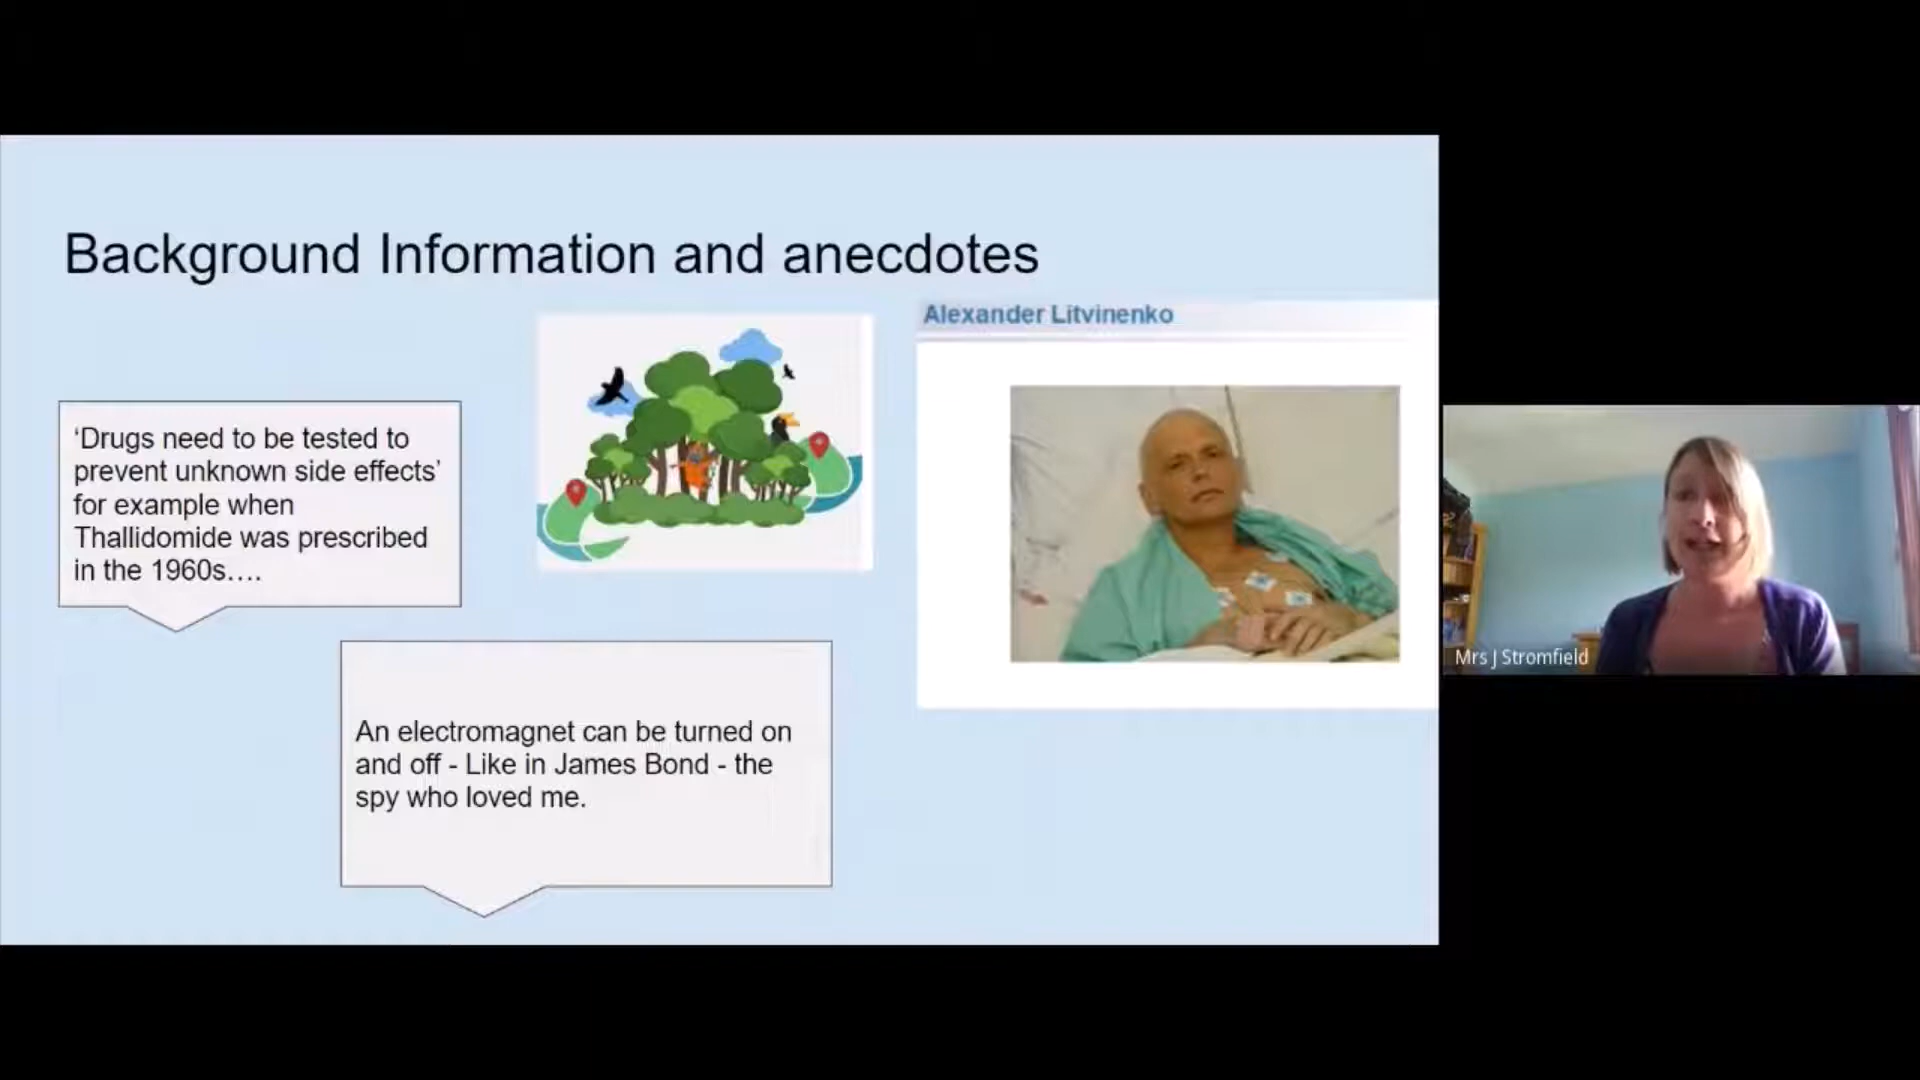 Background Information and anecdotes
Alexander Litvinenko
‘Drugs need to be tested to
prevent unknown side effects’
for example when
Thallidomide was prescribed
in the 1960s….
An electromagnet can be turned on
and off - Like in James Bond - the
spy who loved me.
Mrs J Stromfield